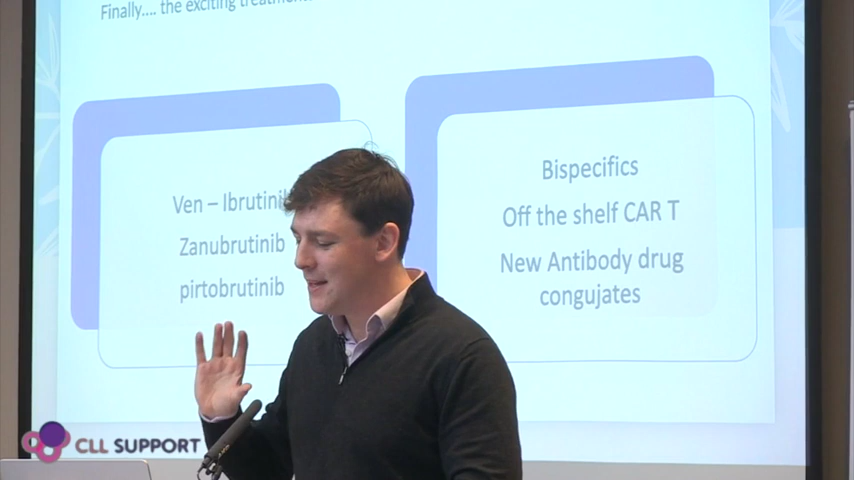 Finally.... the exciting treatment
Ven – Ibrutinib
Zanubrutinib
pirtobrutinib
Bispecifics
Off the shelf CAR T
New Antibody drug
congujates
CLL SUPPORT